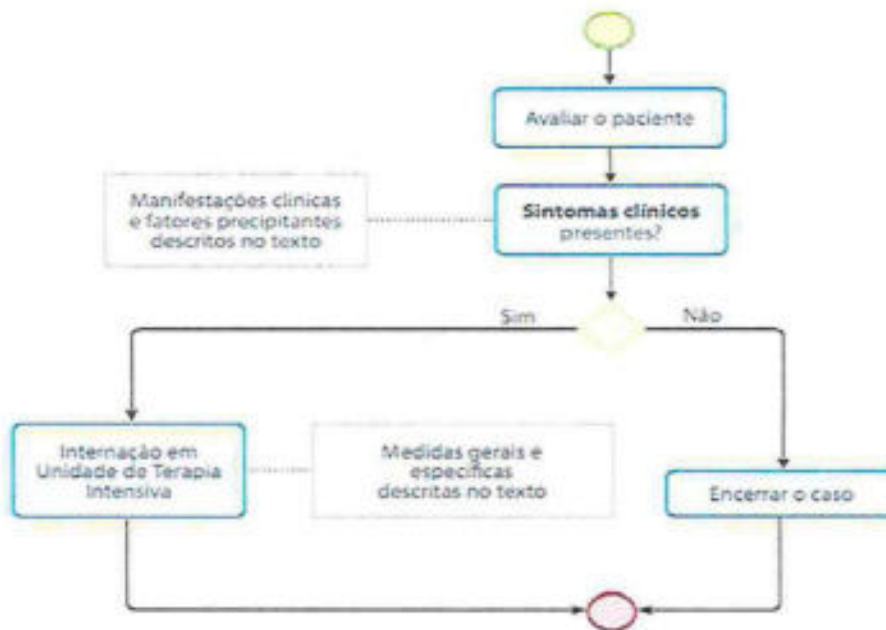 Avaliar o paciente
Manifestações clínicas
e fatores precipitantes
descritos no texto
Sintomas clínicos
presentes?
Sim
Não
Internação em
Unidade de Terapia
Intensiva
Medidas gerais e
específicas
descritas no texto
Encerrar o caso